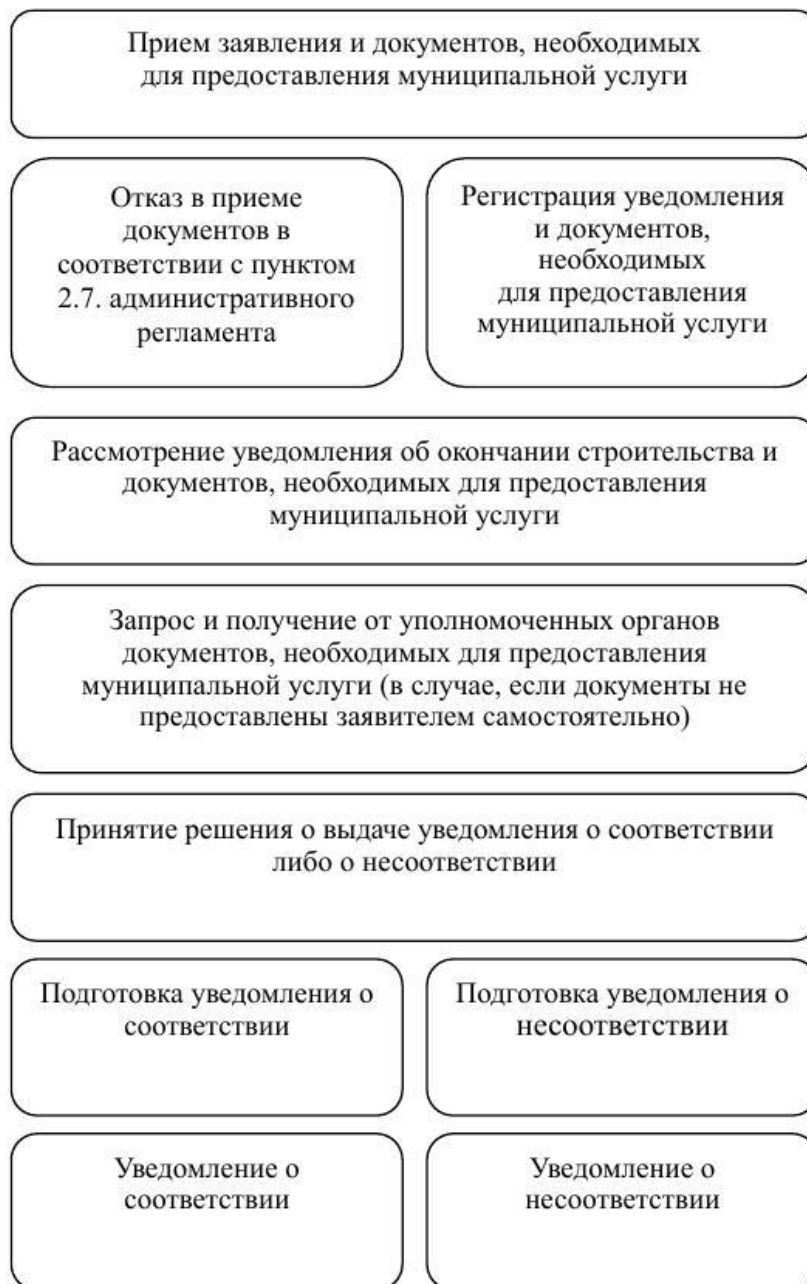 Прием заявления и документов, необходимых
для предоставления муниципальной услуги
Отказ в приеме
документов в
соответствии с пунктом
2.7. административного
регламента
Регистрация уведомления
и документов,
необходимых
для предоставления
муниципальной услуги
Рассмотрение уведомления об окончании строительства и
документов, необходимых для предоставления
муниципальной услуги
Запрос и получение от уполномоченных органов
документов, необходимых для предоставления
муниципальной услуги (в случае, если документы не
предоставлены заявителем самостоятельно)
Принятие решения о выдаче уведомления о соответствии
либо о несоответствии
Подготовка уведомления о
соответствии
Подготовка уведомления о
несоответствии
Уведомление о
соответствии
Уведомление о
несоответствии